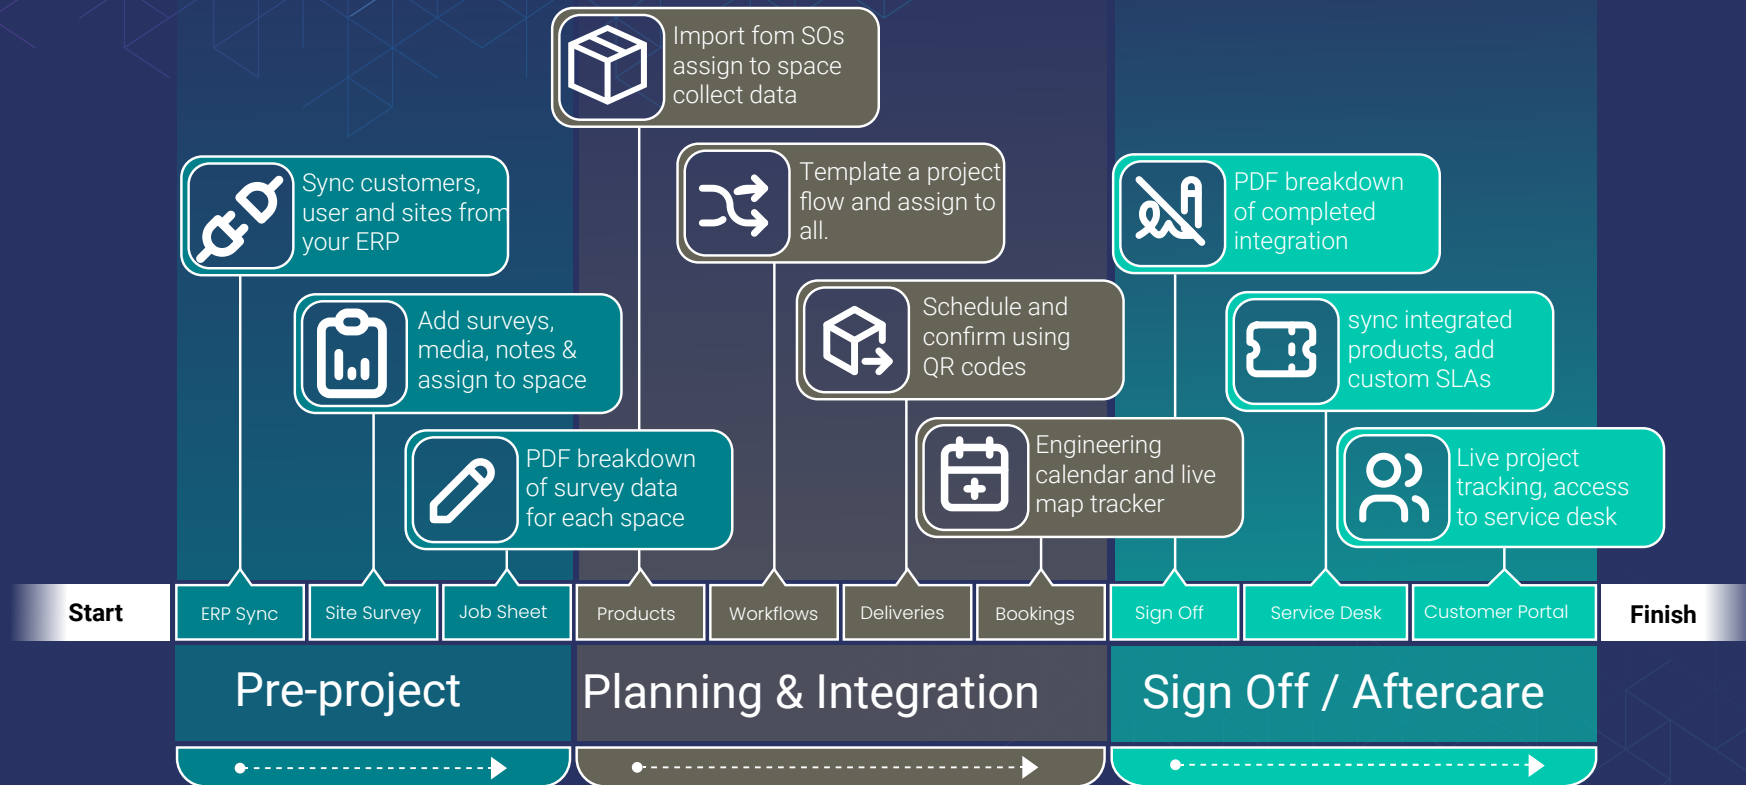 Import fom SOs
assign to space
collect data
Template a project
flow and assign to
all.
Sync customers,
user and sites from
your ERP
PDF breakdown
of completed
integration
Schedule and
confirm using
QR codes
Add surveys,
media, notes &
assign to space
sync integrated
products, add
custom SLAs
Engineering
calendar and live
map tracker
PDF breakdown
of survey data
for each space
Live project
tracking, access
to service desk
Start
ERP Sync
Site Survey
Job Sheet
Products
Workflows
Deliveries
Bookings
Sign Off
Service Desk
Customer Portal
Finish
Pre-project
Planning & Integration
Sign Off / Aftercare